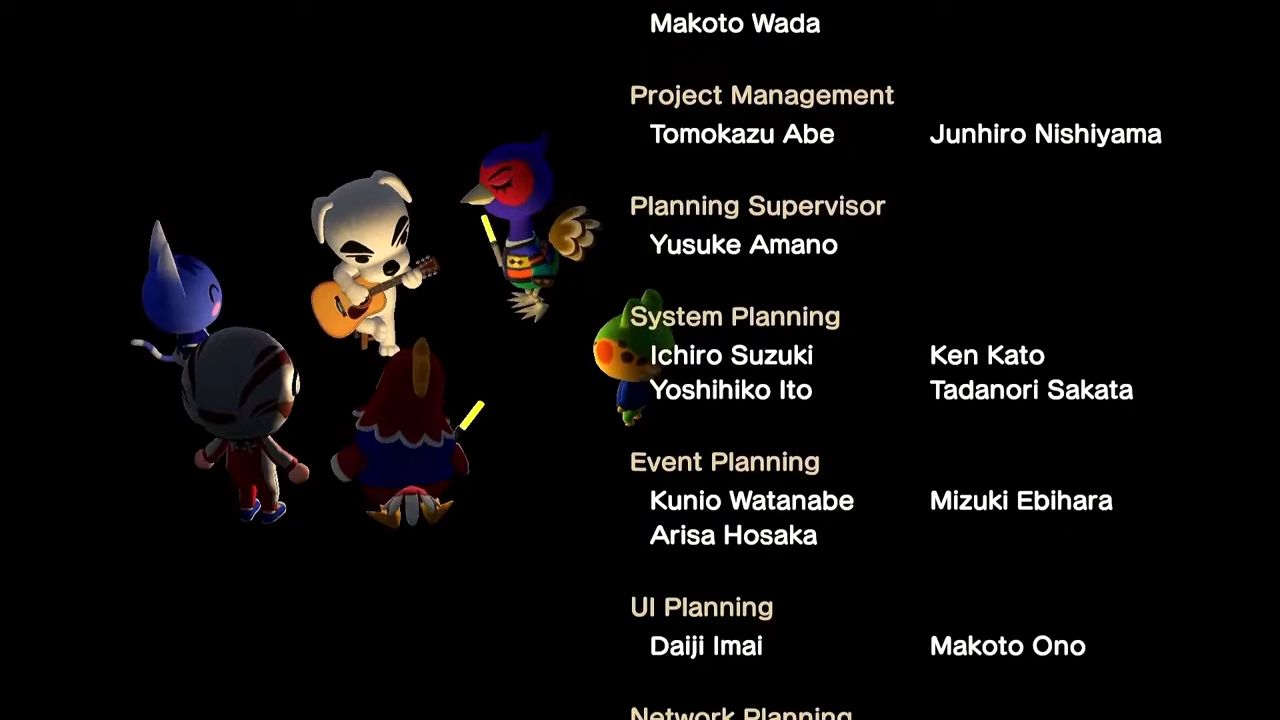 Makoto Wada
Project Management
Tomokazu Abe Junhiro Nishiyama
Planning Supervisor
Yusuke Amano
System Planning
Ichiro Suzuki Ken Kato
Yoshihiko Ito Tadanori Sakata
Event Planning
Kunio Watanabe Mizuki Ebihara
Arisa Hosaka
UI Planning
Daiji Imai Makoto Ono
Network Planning